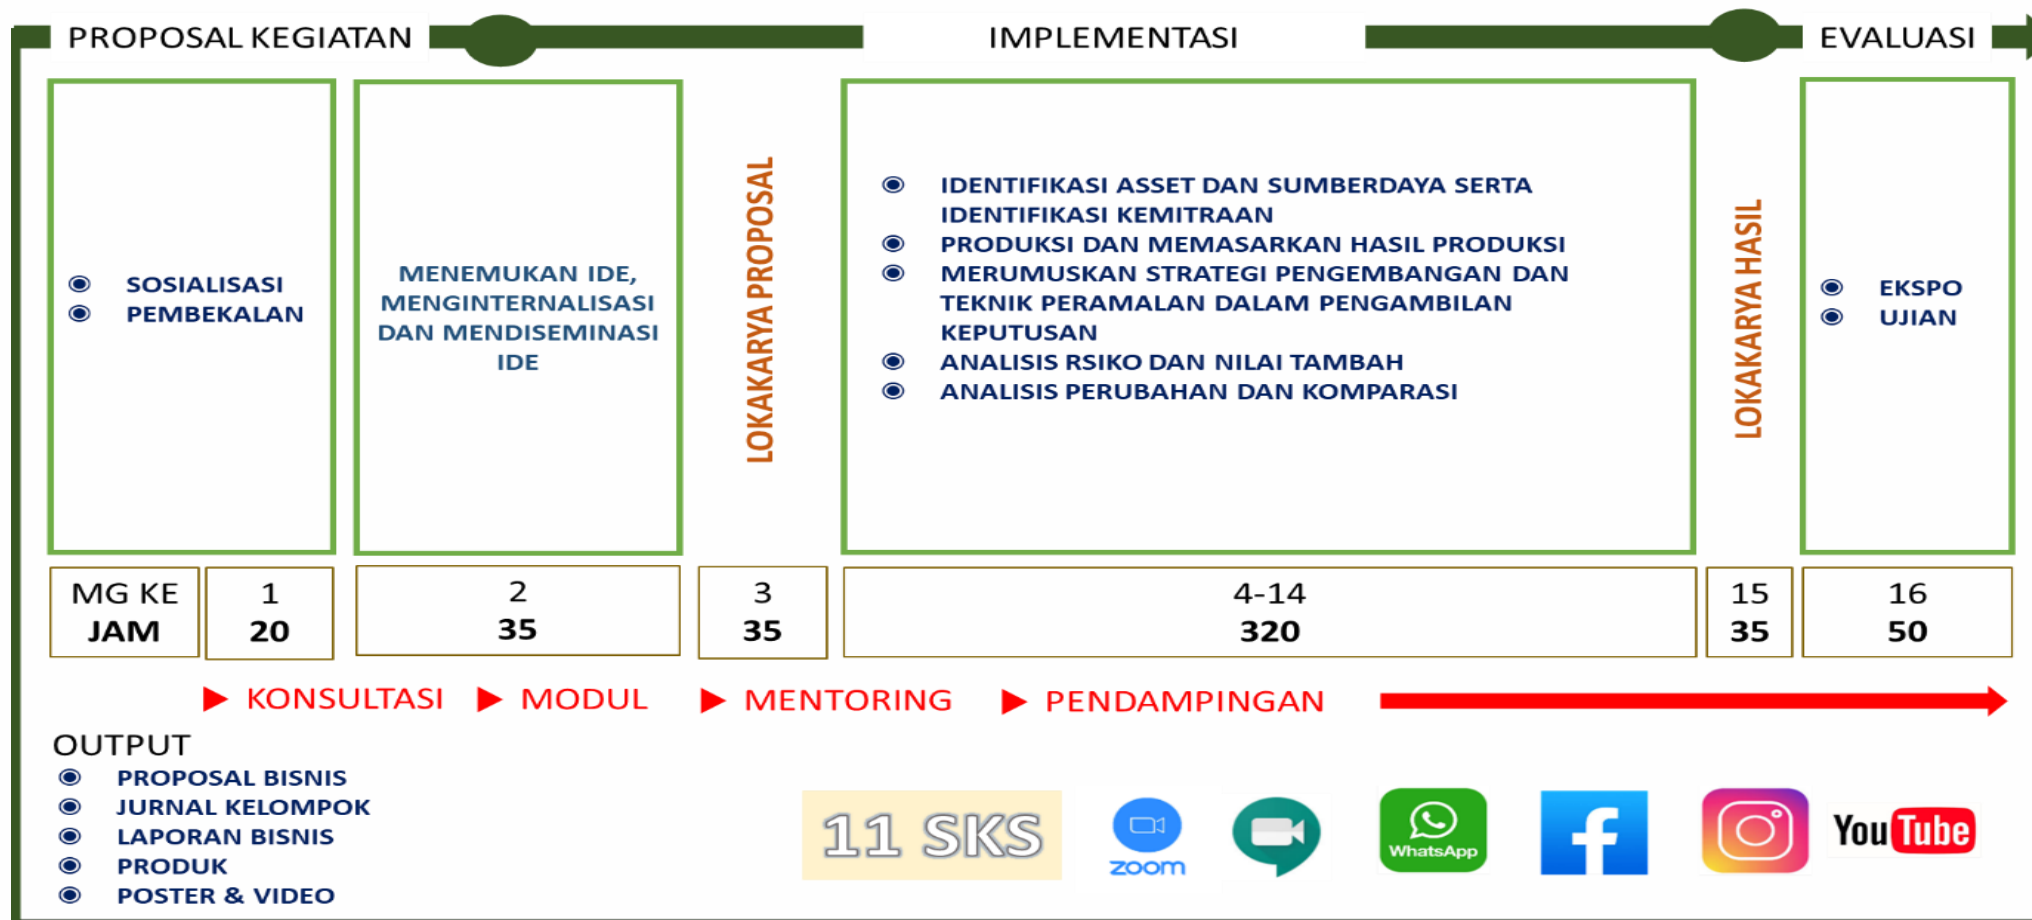 PROPOSAL KEGIATAN
IMPLEMENTASI
EVALUASI
SOSIALISASI
PEMBEKALAN
MENEMUKAN IDE,
MENGINTERNALISASI
DAN MENDISEMINASI
IDE
LOKAKARYA PROPOSAL
IDENTIFIKASI ASSET DAN SUMBERDAYA SERTA
IDENTIFIKASI KEMITRAAN
PRODUKSI DAN MEMASARKAN HASIL PRODUKSI
MERUMUSKAN STRATEGI PENGEMBANGAN DAN
TEKNIK PERAMALAN DALAM PENGAMBILAN
KEPUTUSAN
ANALISIS RSIKO DAN NILAI TAMBAH
ANALISIS PERUBAHAN DAN KOMPARASI
LOKAKARYA HASIL
EKSPO
UJIAN
MG KE 1 2 3 4-14 15 16
JAM 20 35 35 320 35 50
KONSULTASI MODUL MENTORING PENDAMPINGAN
OUTPUT
PROPOSAL BISNIS
JURNAL KELOMPOK
LAPORAN BISNIS
PRODUK
POSTER & VIDEO
11 SKS
zoom
WhatsApp
f
YouTube